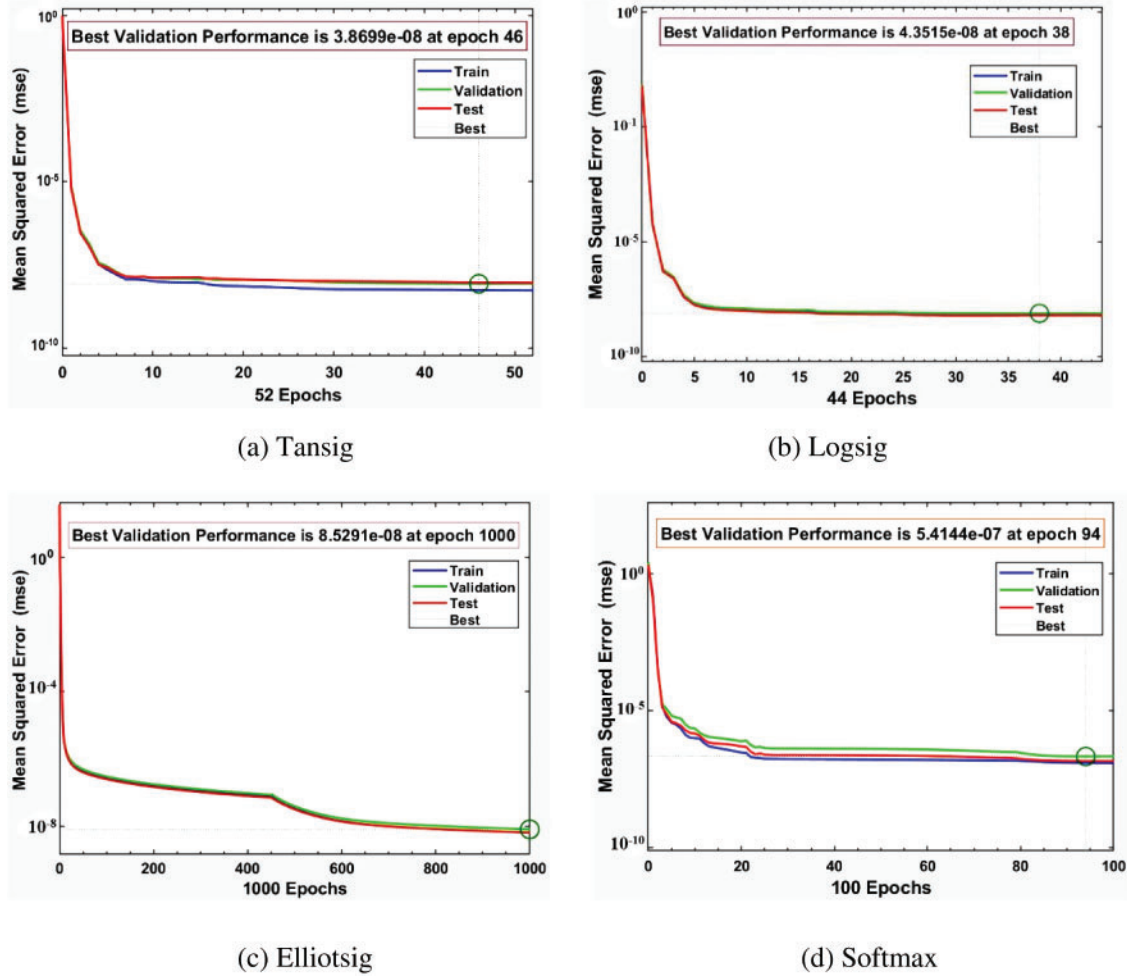 Best Validation Performance is 3.8699e-08 at epoch 46
Train
Validation
Test
Best
Mean Squared Error (mse)
10^0
10^-5
10^-10
0 10 20 30 40 50
52 Epochs
(a) Tansig
Best Validation Performance is 4.3515e-08 at epoch 38
Train
Validation
Test
Best
Mean Squared Error (mse)
10^0
10^-1
10^-5
10^-10
0 5 10 15 20 25 30 35 40
44 Epochs
(b) Logsig
Best Validation Performance is 8.5291e-08 at epoch 1000
Train
Validation
Test
Best
Mean Squared Error (mse)
10^0
10^-4
10^-8
0 200 400 600 800 1000
1000 Epochs
(c) Elliotsig
Best Validation Performance is 5.4144e-07 at epoch 94
Train
Validation
Test
Best
Mean Squared Error (mse)
10^0
10^-5
10^-10
0 20 40 60 80 100
100 Epochs
(d) Softmax